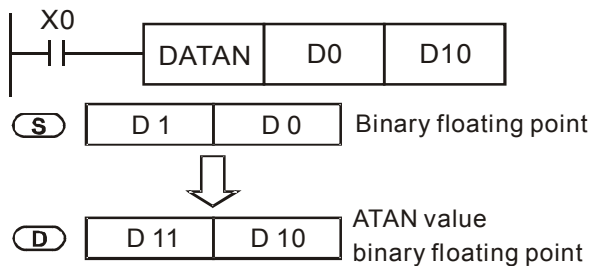 X0
DATAN D0 D10
S D 1 D 0 Binary floating point
D D 11 D 10 ATAN value
binary floating point